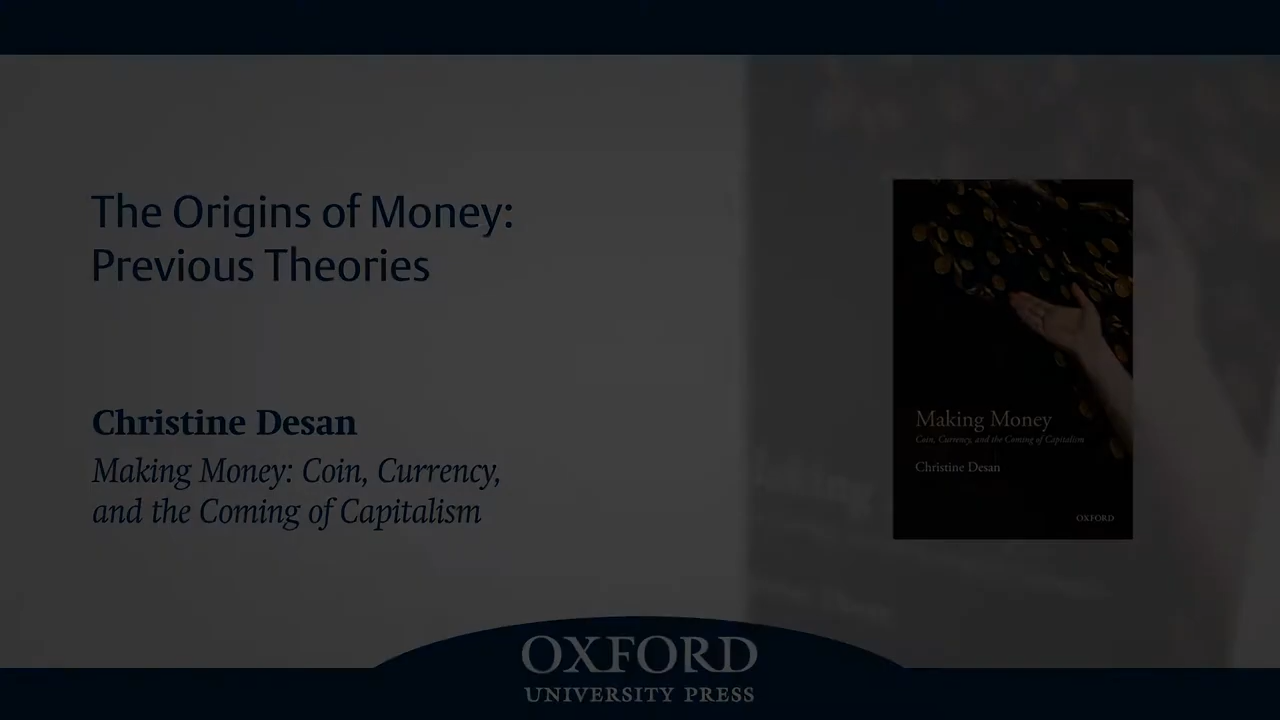 The Origins of Money:
Previous Theories
Christine Desan
Making Money: Coin, Currency,
and the Coming of Capitalism
Making Money
Coin, Currency, and the Coming of Capitalism
Christine Desan
OXFORD
OXFORD
UNIVERSITY PRESS